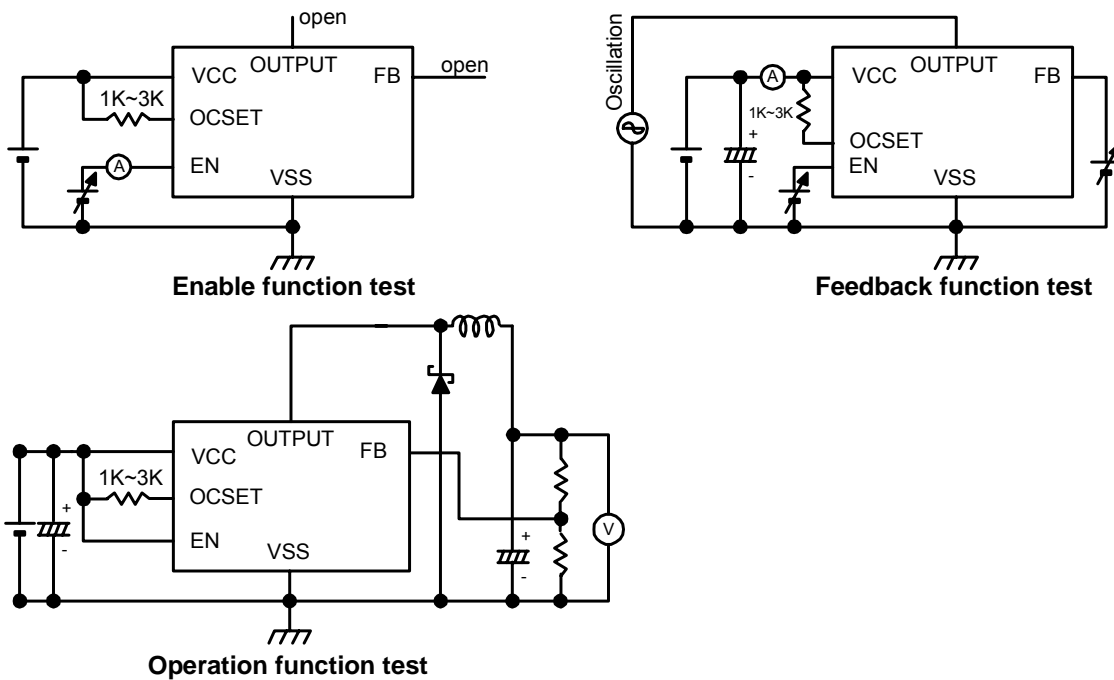 open
OUTPUT
VCC
FB
open
1K~3K
OCSET
A
EN
VSS
Enable function test
Oscillation
OUTPUT
A
VCC
FB
1K~3K
+
OCSET
EN
-
VSS
Feedback function test
OUTPUT
VCC
FB
1K~3K
OCSET
+
EN
-
VSS
+
-
V
Operation function test